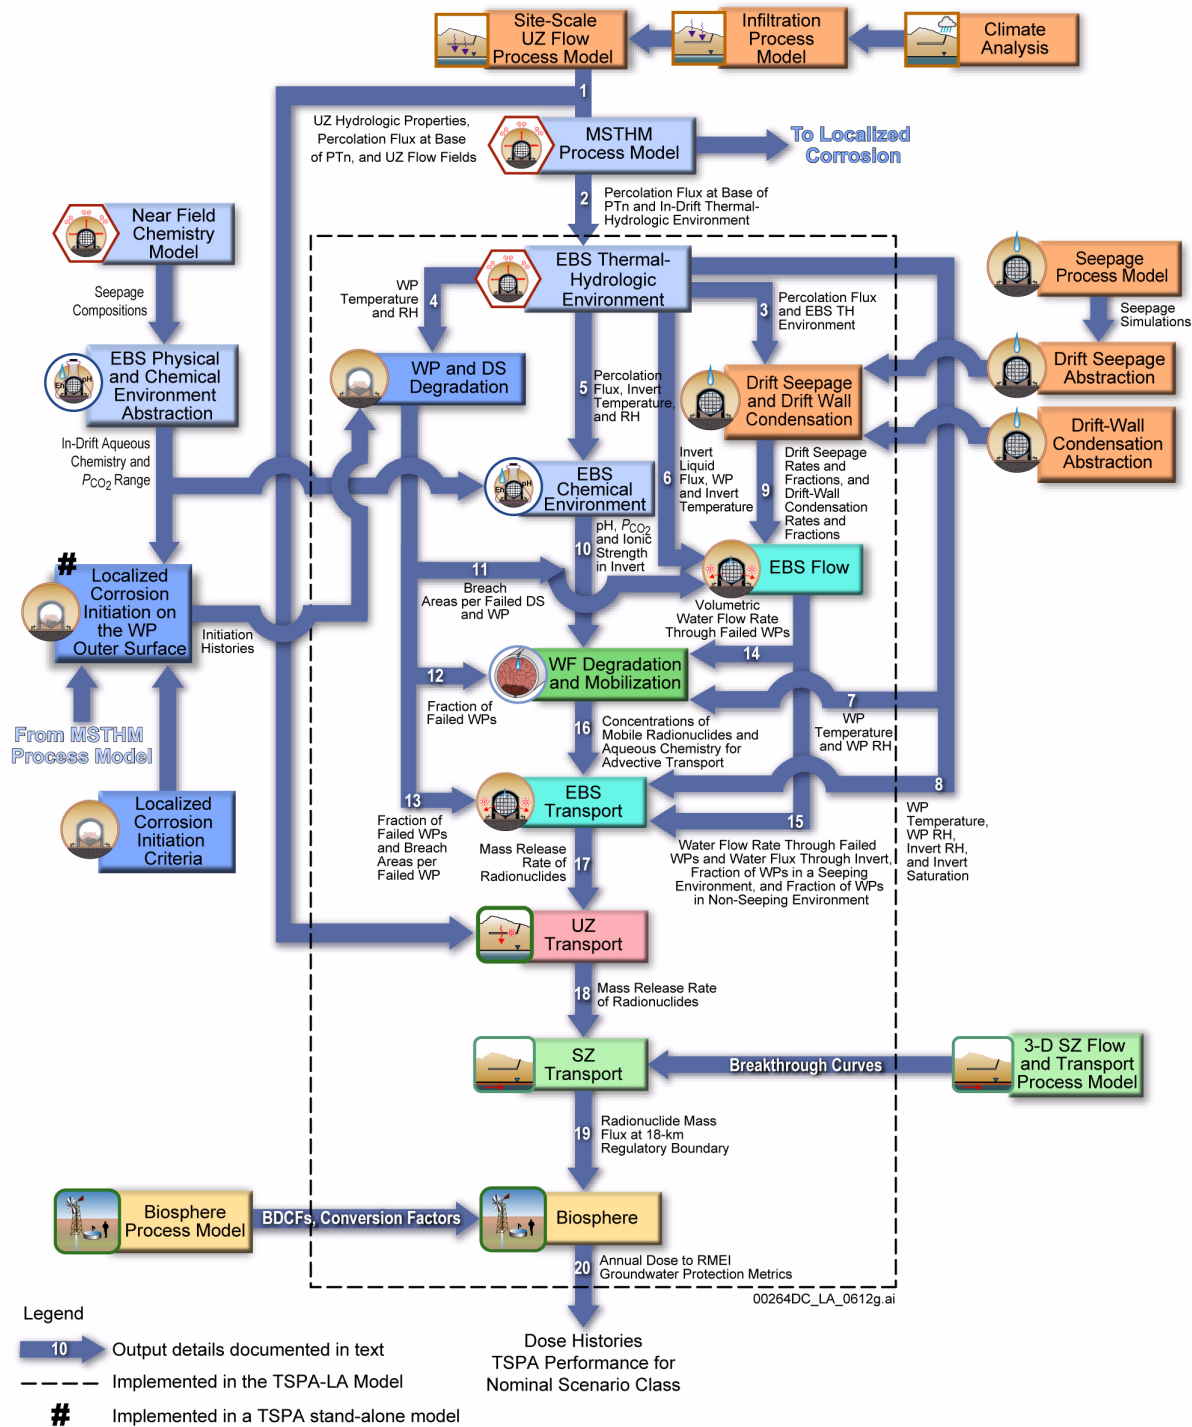 Site-Scale
UZ Flow
Process Model
Infiltration
Process
Model
Climate
Analysis
1
UZ Hydrologic Properties,
Percolation Flux at Base
of PTn, and UZ Flow Fields
MSTHM
Process Model
To Localized
Corrosion
2
Percolation Flux at Base of
PTn and In-Drift Thermal-
Hydrologic Environment
Near Field
Chemistry
Model
Seepage
Compositions
EBS Thermal-
Hydrologic
Environment
Seepage
Process Model
Seepage
Simulations
WP
Temperature
and RH
4
3
Percolation Flux
and EBS TH
Environment
EBS Physical
and Chemical
Environment
Abstraction
Eh
pH
WP and DS
Degradation
5
Percolation
Flux, Invert
Temperature,
and RH
Drift Seepage
and Drift Wall
Condensation
Drift Seepage
Abstraction
Drift-Wall
Condensation
Abstraction
In-Drift Aqueous
Chemistry and
PCO2 Range
EBS
Chemical
Environment
Eh
pH
6
Invert
Liquid
Flux, WP
and Invert
Temperature
9
Drift Seepage
Rates and
Fractions, and
Drift-Wall
Condensation
Rates and
Fractions
10
pH, PCO2
and Ionic
Strength
in Invert
#
Localized
Corrosion
Initiation on
the WP
Outer Surface
Initiation
Histories
11
Breach
Areas per Failed DS
and WP
EBS Flow
Volumetric
Water Flow Rate
Through Failed WPs
14
12
Fraction of
Failed WPs
WF Degradation
and Mobilization
7
WP
Temperature
and WP RH
From MSTHM
Process Model
16
Concentrations of
Mobile Radionuclides and
Aqueous Chemistry for
Advective Transport
Localized
Corrosion
Initiation
Criteria
13
Fraction of
Failed WPs
and Breach
Areas per
Failed WP
EBS
Transport
8
WP
Temperature,
WP RH,
Invert RH,
and Invert
Saturation
15
Water Flow Rate Through Failed
WPs and Water Flux Through Invert,
Fraction of WPs in a Seeping
Environment, and Fraction of WPs
in Non-Seeping Environment
Mass Release
Rate of
Radionuclides
17
UZ
Transport
18
Mass Release Rate
of Radionuclides
SZ
Transport
Breakthrough Curves
3-D SZ Flow
and Transport
Process Model
19
Radionuclide Mass
Flux at 18-km
Regulatory Boundary
Biosphere
Process Model
BDCFs, Conversion Factors
Biosphere
20
Annual Dose to RMEI
Groundwater Protection Metrics
00264DC_LA_0612g.ai
Dose Histories
TSPA Performance for
Nominal Scenario Class
Legend
10
Output details documented in text
Implemented in the TSPA-LA Model
#
Implemented in a TSPA stand-alone model